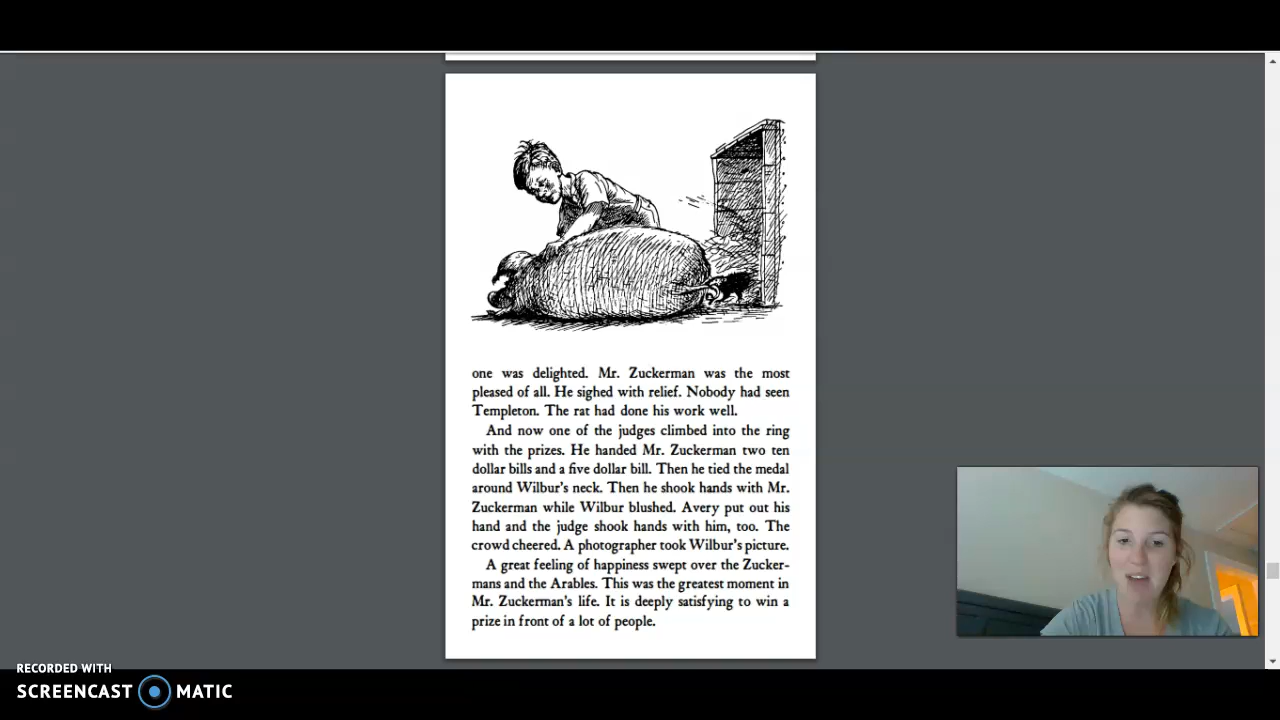 one was delighted. Mr. Zuckerman was the most
pleased of all. He sighed with relief. Nobody had seen
Templeton. The rat had done his work well.
And now one of the judges climbed into the ring
with the prizes. He handed Mr. Zuckerman two ten
dollar bills and a five dollar bill. Then he tied the medal
around Wilbur's neck. Then he shook hands with Mr.
Zuckerman while Wilbur blushed. Avery put out his
hand and the judge shook hands with him, too. The
crowd cheered. A photographer took Wilbur's picture.
A great feeling of happiness swept over the Zucker-
mans and the Arables. This was the greatest moment in
Mr. Zuckerman's life. It is deeply satisfying to win a
prize in front of a lot of people.
RECORDED WITH
SCREENCAST MATIC